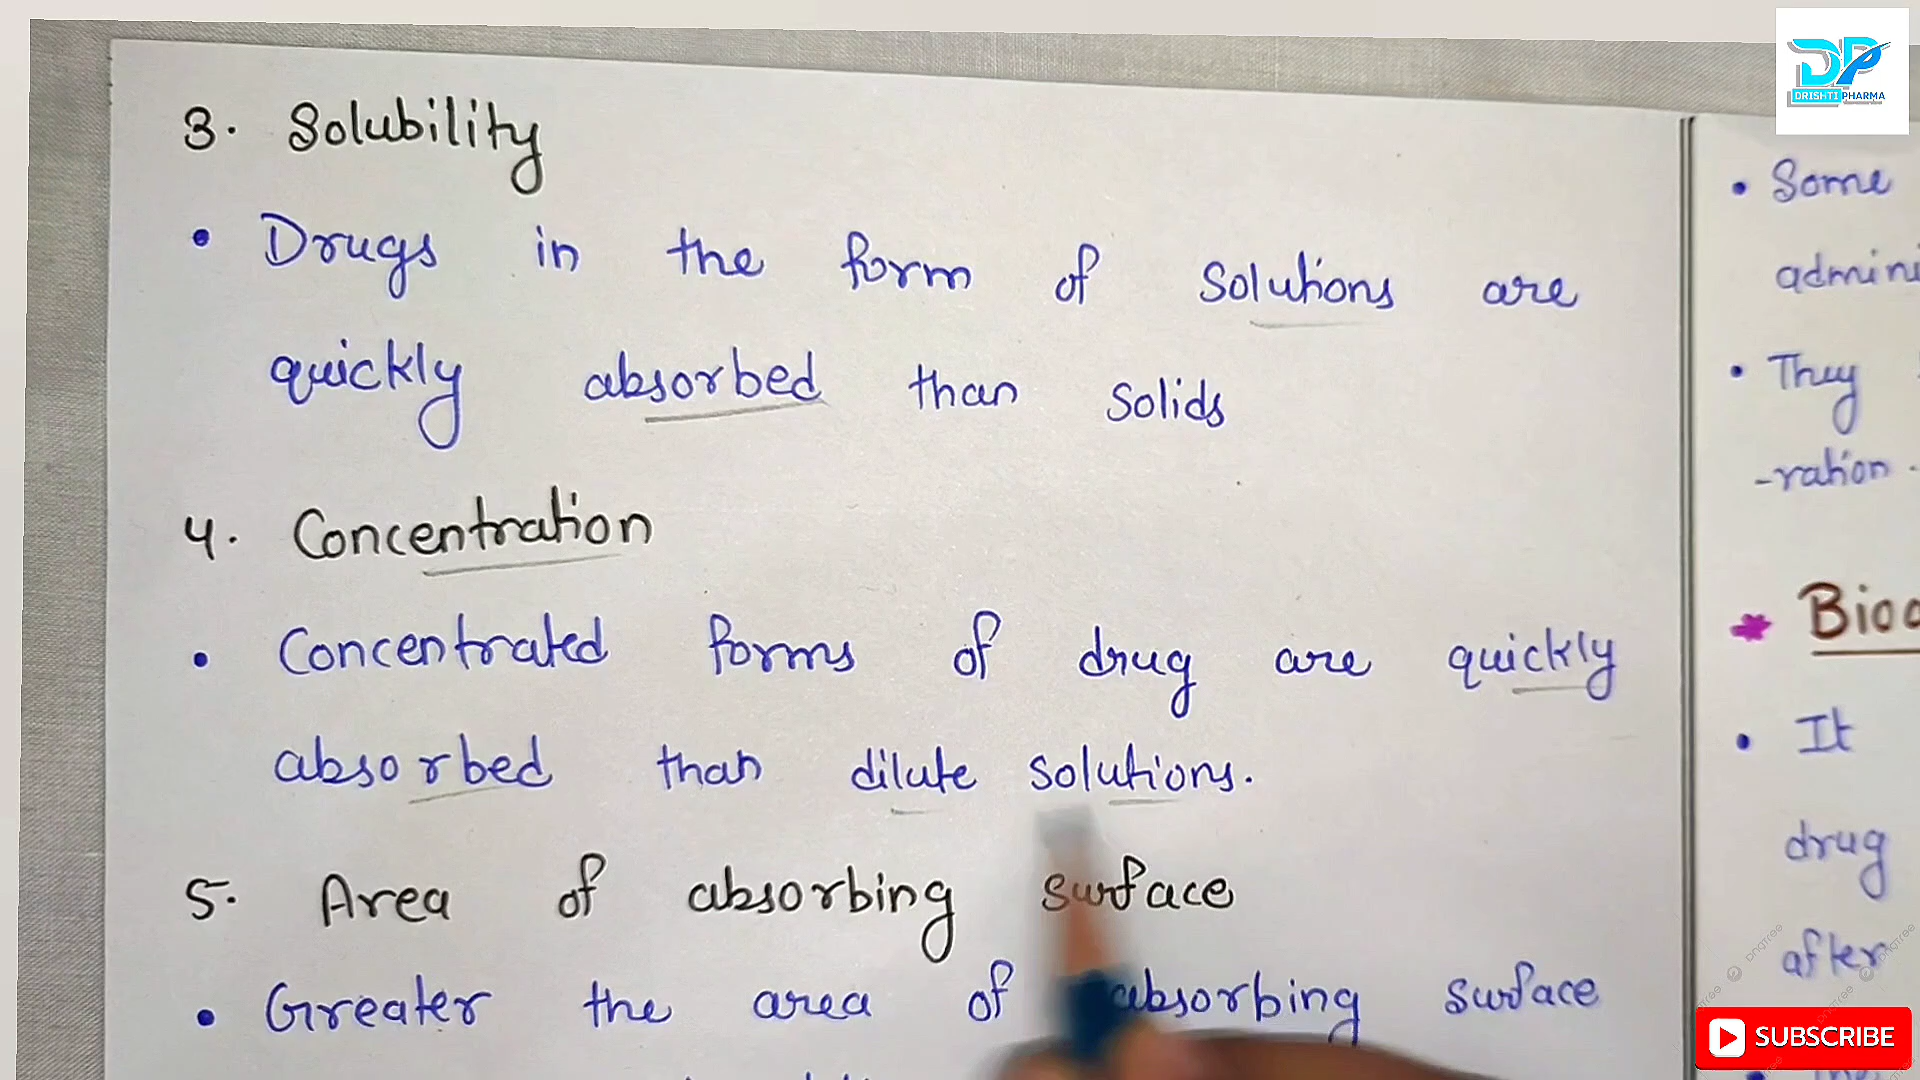 3. Solubility
• Drugs in the form of solutions are
quickly absorbed than solids
4. Concentration
• Concentrated forms of drug are quickly
absorbed than dilute solutions.
5. Area of absorbing surface
• Greater the area of absorbing surface
• Some
• They
-ration.
• It
drug
after
DP
DRISHTI PHARMA
SUBSCRIBE